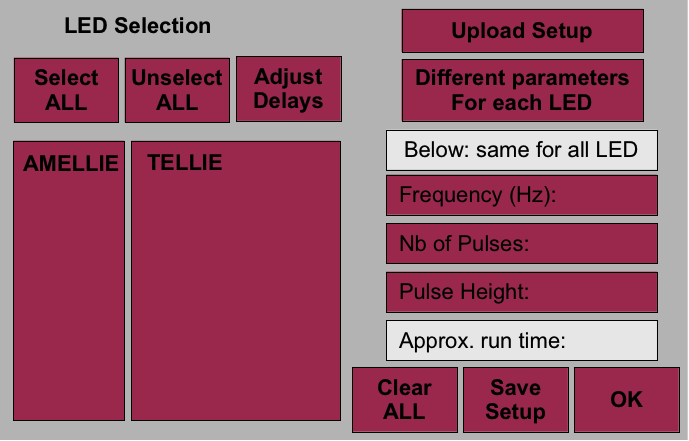 LED Selection
Select
ALL
Unselect
ALL
Adjust
Delays
AMELLIE
TELLIE
Upload Setup
Different parameters
For each LED
Below: same for all LED
Frequency (Hz):
Nb of Pulses:
Pulse Height:
Approx. run time:
Clear
ALL
Save
Setup
OK